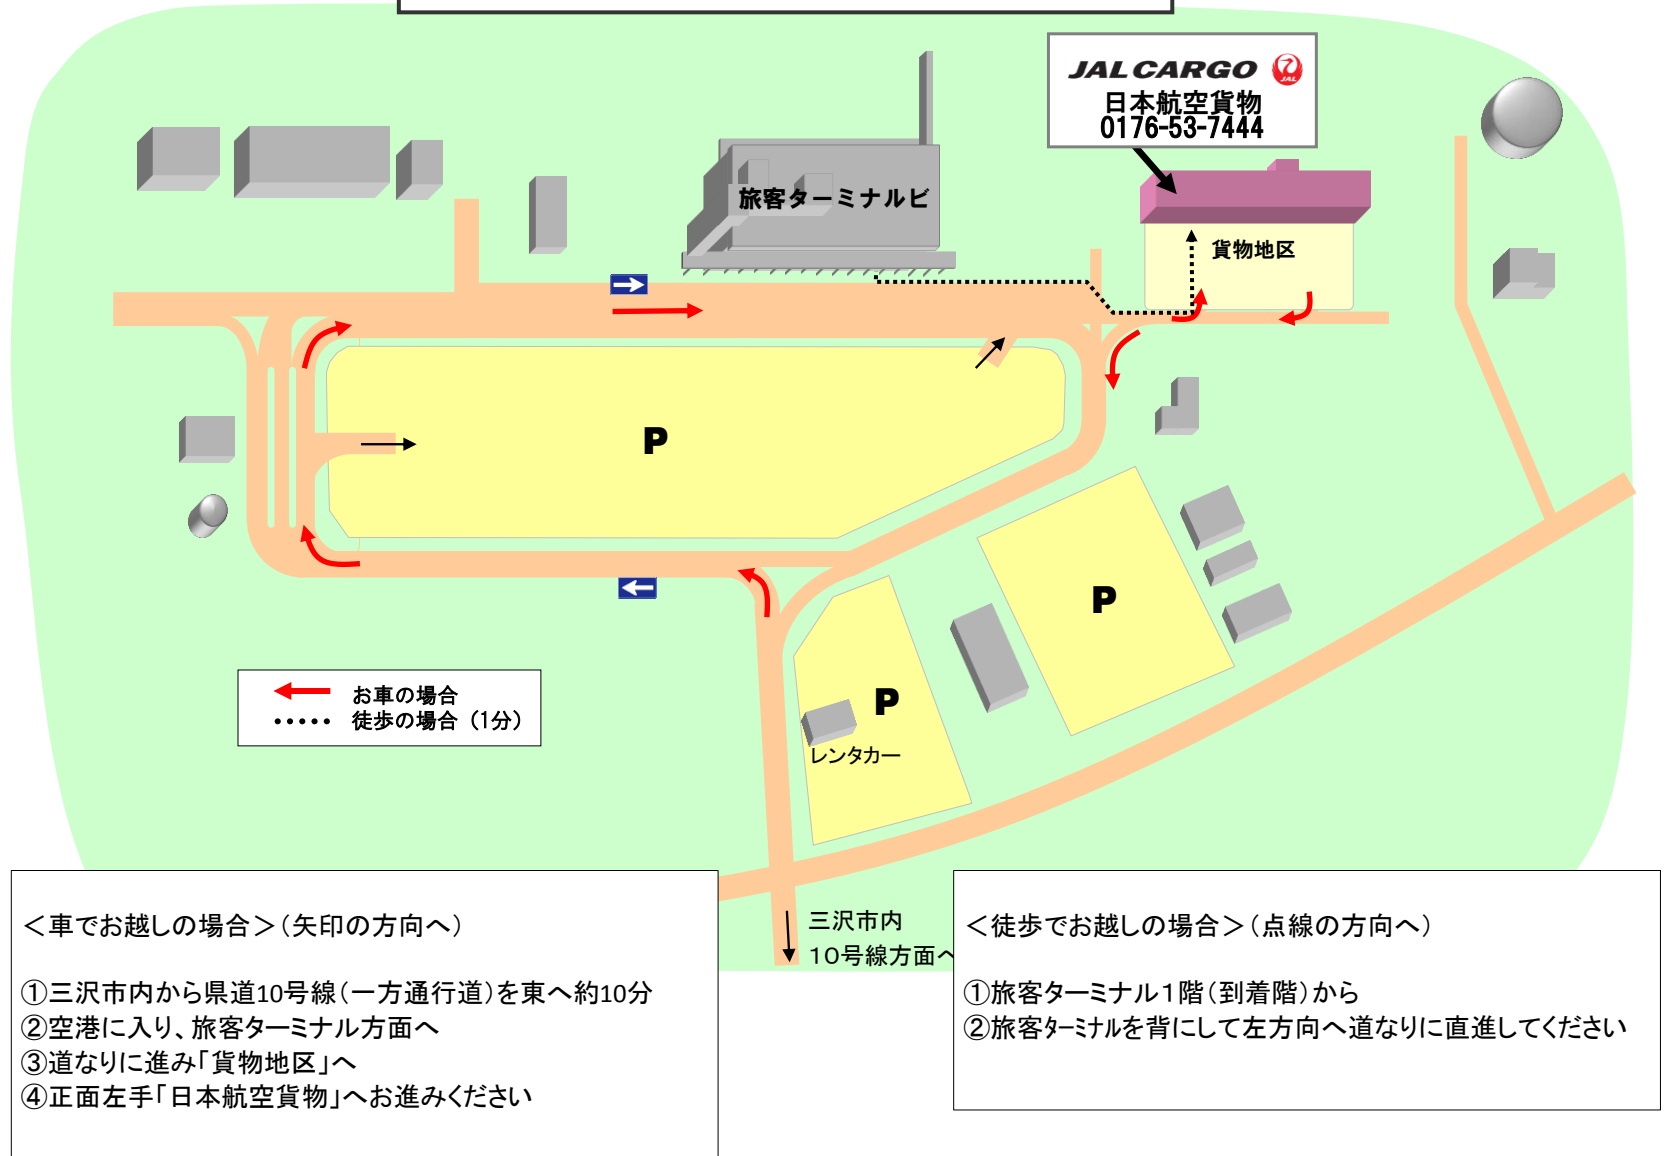 JAL CARGO JAL
日本航空貨物
0176-53-7444
旅客ターミナルビ
貨物地区
P
P
P
レンタカー
お車の場合
徒歩の場合（1分）
三沢市内
１０号線方面へ
＜車でお越しの場合＞（矢印の方向へ）
①三沢市内から県道10号線（一方通行道）を東へ約10分
②空港に入り、旅客ターミナル方面へ
③道なりに進み「貨物地区」へ
④正面左手「日本航空貨物」へお進みください
＜徒歩でお越しの場合＞（点線の方向へ）
①旅客ターミナル１階（到着階）から
②旅客ターミナルを背にして左方向へ道なりに直進してください